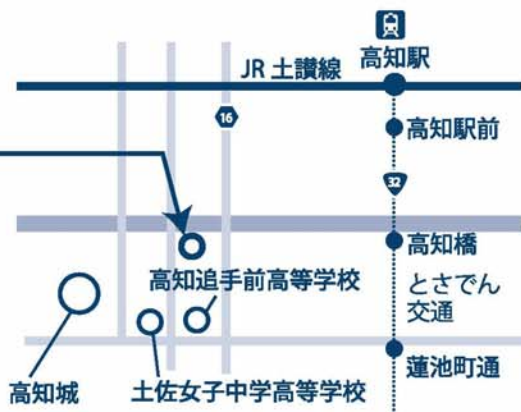 高知駅
JR 土讃線
16
高知駅前
32
高知橋
高知追手前高等学校
とさでん
交通
蓮池町通
高知城
土佐女子中学高等学校